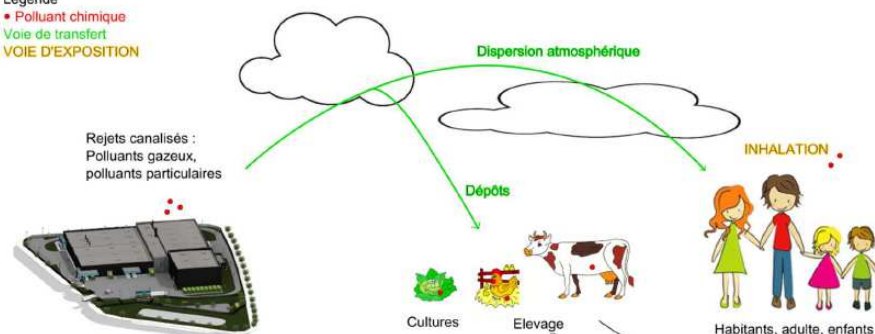 Légende
• Polluant chimique
Voie de transfert
VOIE D'EXPOSITION
Dispersion atmosphérique
Rejets canalisés :
Polluants gazeux,
polluants particulaires
INHALATION
Dépôts
Cultures
Elevage
Habitants, adulte, enfants